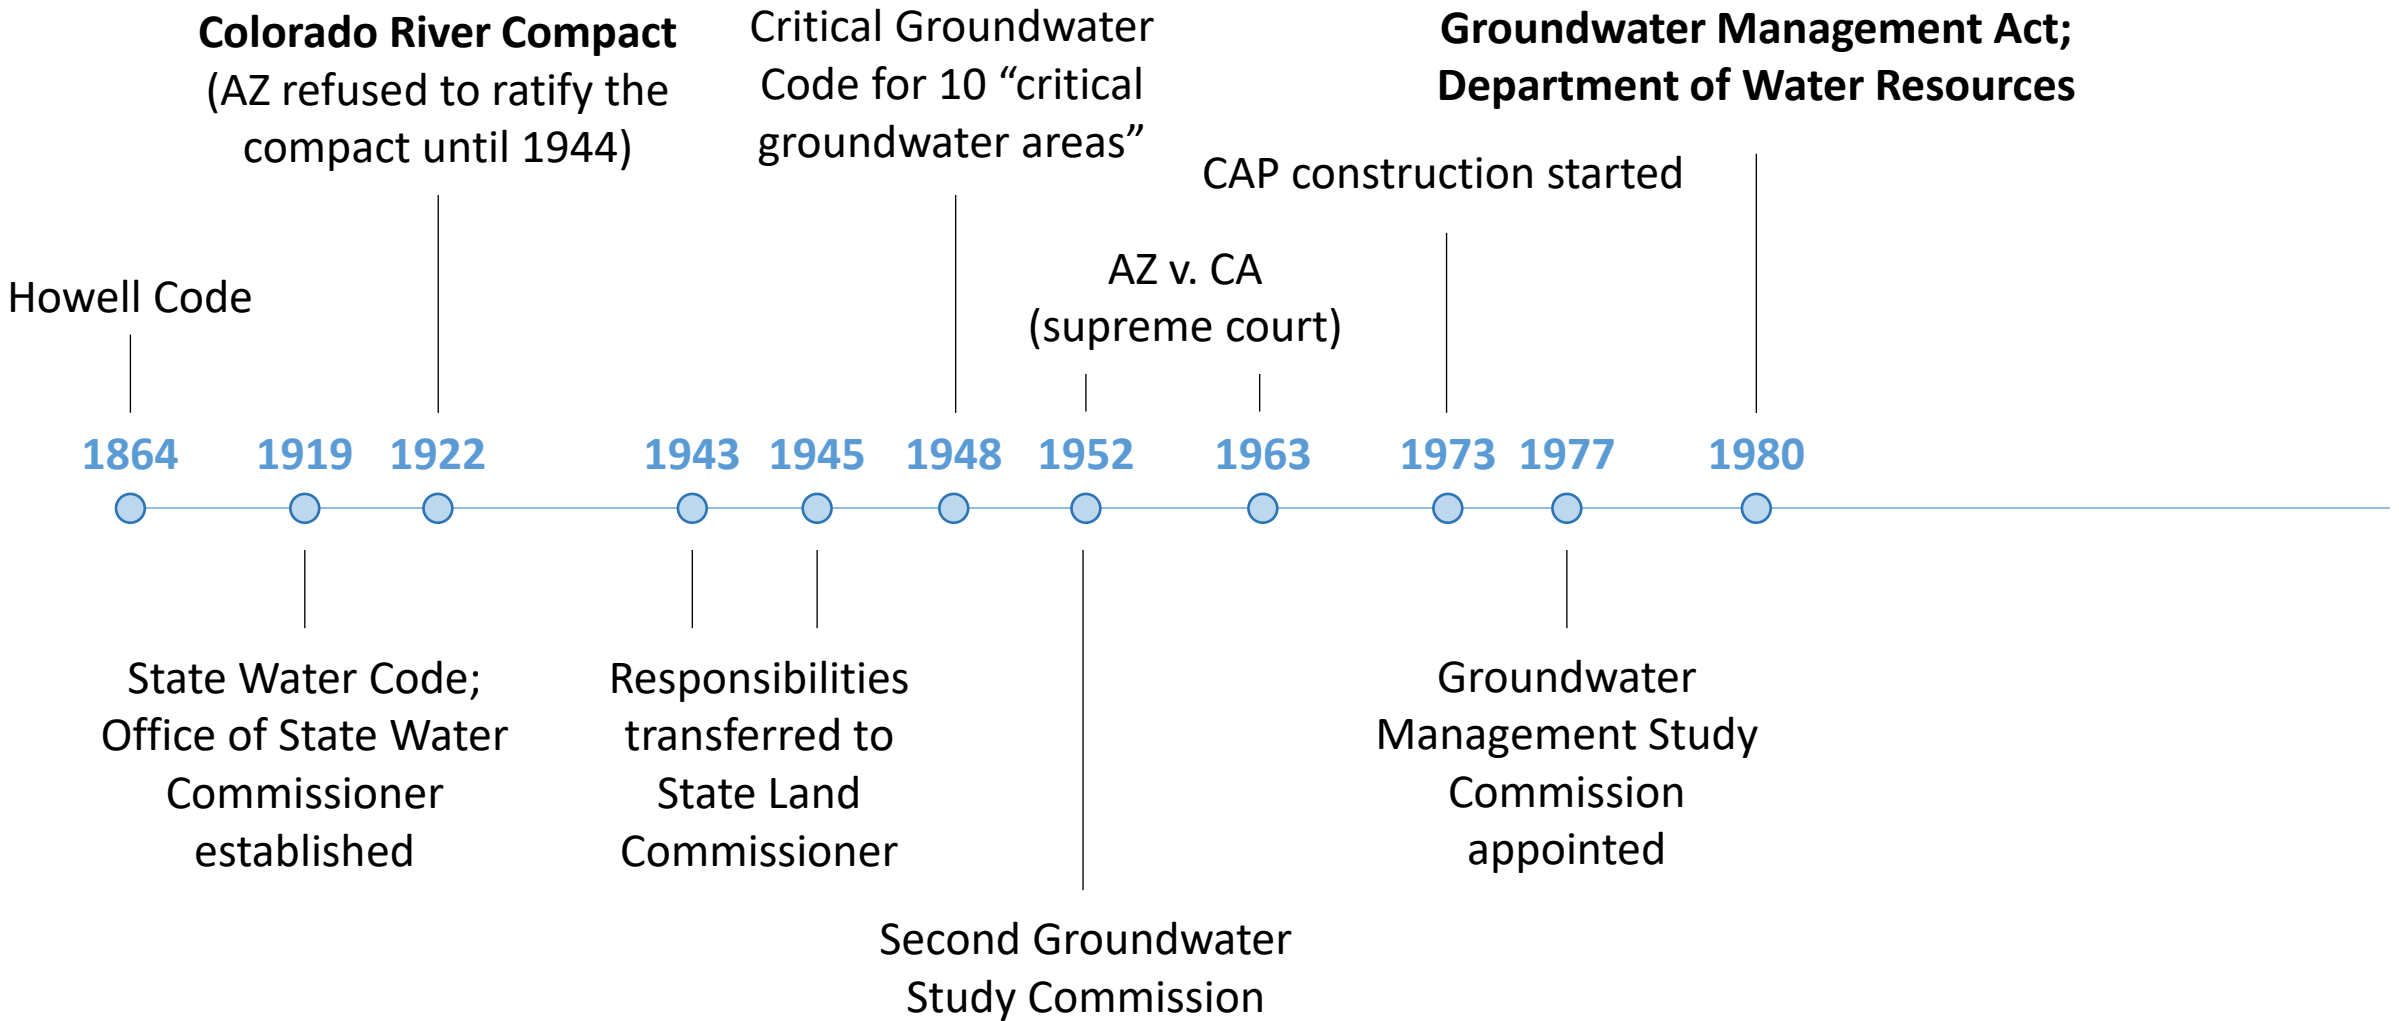 Colorado River Compact
(AZ refused to ratify the
compact until 1944)
Critical Groundwater
Code for 10 “critical
groundwater areas”
Groundwater Management Act;
Department of Water Resources
CAP construction started
AZ v. CA
(supreme court)
Howell Code
1864 1919 1922 1943 1945 1948 1952 1963 1973 1977 1980
State Water Code;
Office of State Water
Commissioner
established
Responsibilities
transferred to
State Land
Commissioner
Groundwater
Management Study
Commission
appointed
Second Groundwater
Study Commission